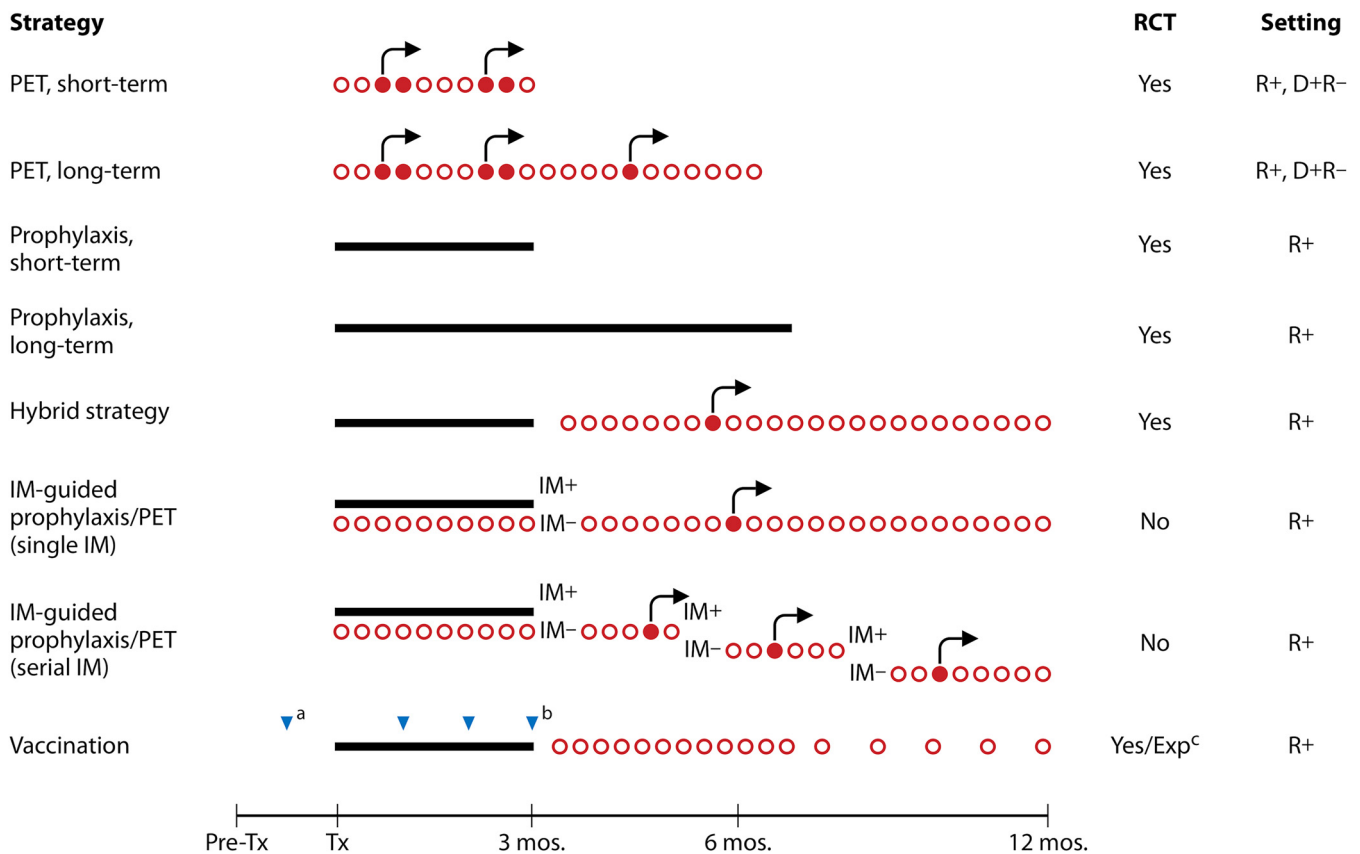 Strategy RCT Setting
PET, short-term Yes R+, D+R−
PET, long-term Yes R+, D+R−
Prophylaxis,
short-term Yes R+
Prophylaxis,
long-term Yes R+
Hybrid strategy Yes R+
IM-guided IM+
prophylaxis/PET IM− No R+
(single IM)
IM-guided IM+ IM+ IM+
prophylaxis/PET IM− IM− IM− No R+
(serial IM)
a b
Vaccination Yes/Expc R+
Pre-Tx Tx 3 mos. 6 mos. 12 mos.